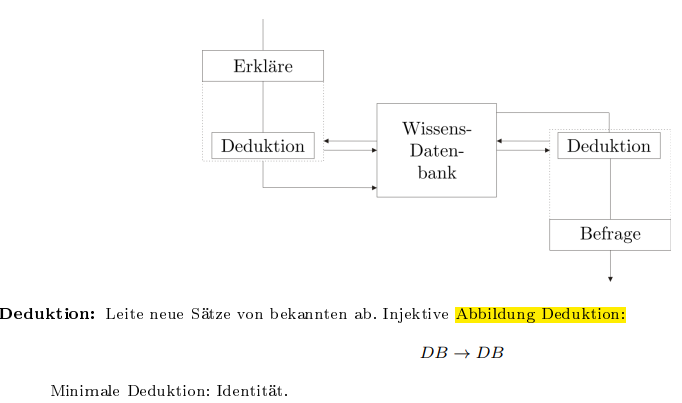 Erkläre
Deduktion
Wissens-
Daten-
bank
Deduktion
Befrage
Deduktion: Leite neue Sätze von bekannten ab. Injektive Abbildung Deduktion:
DB → DB
Minimale Deduktion: Identität.